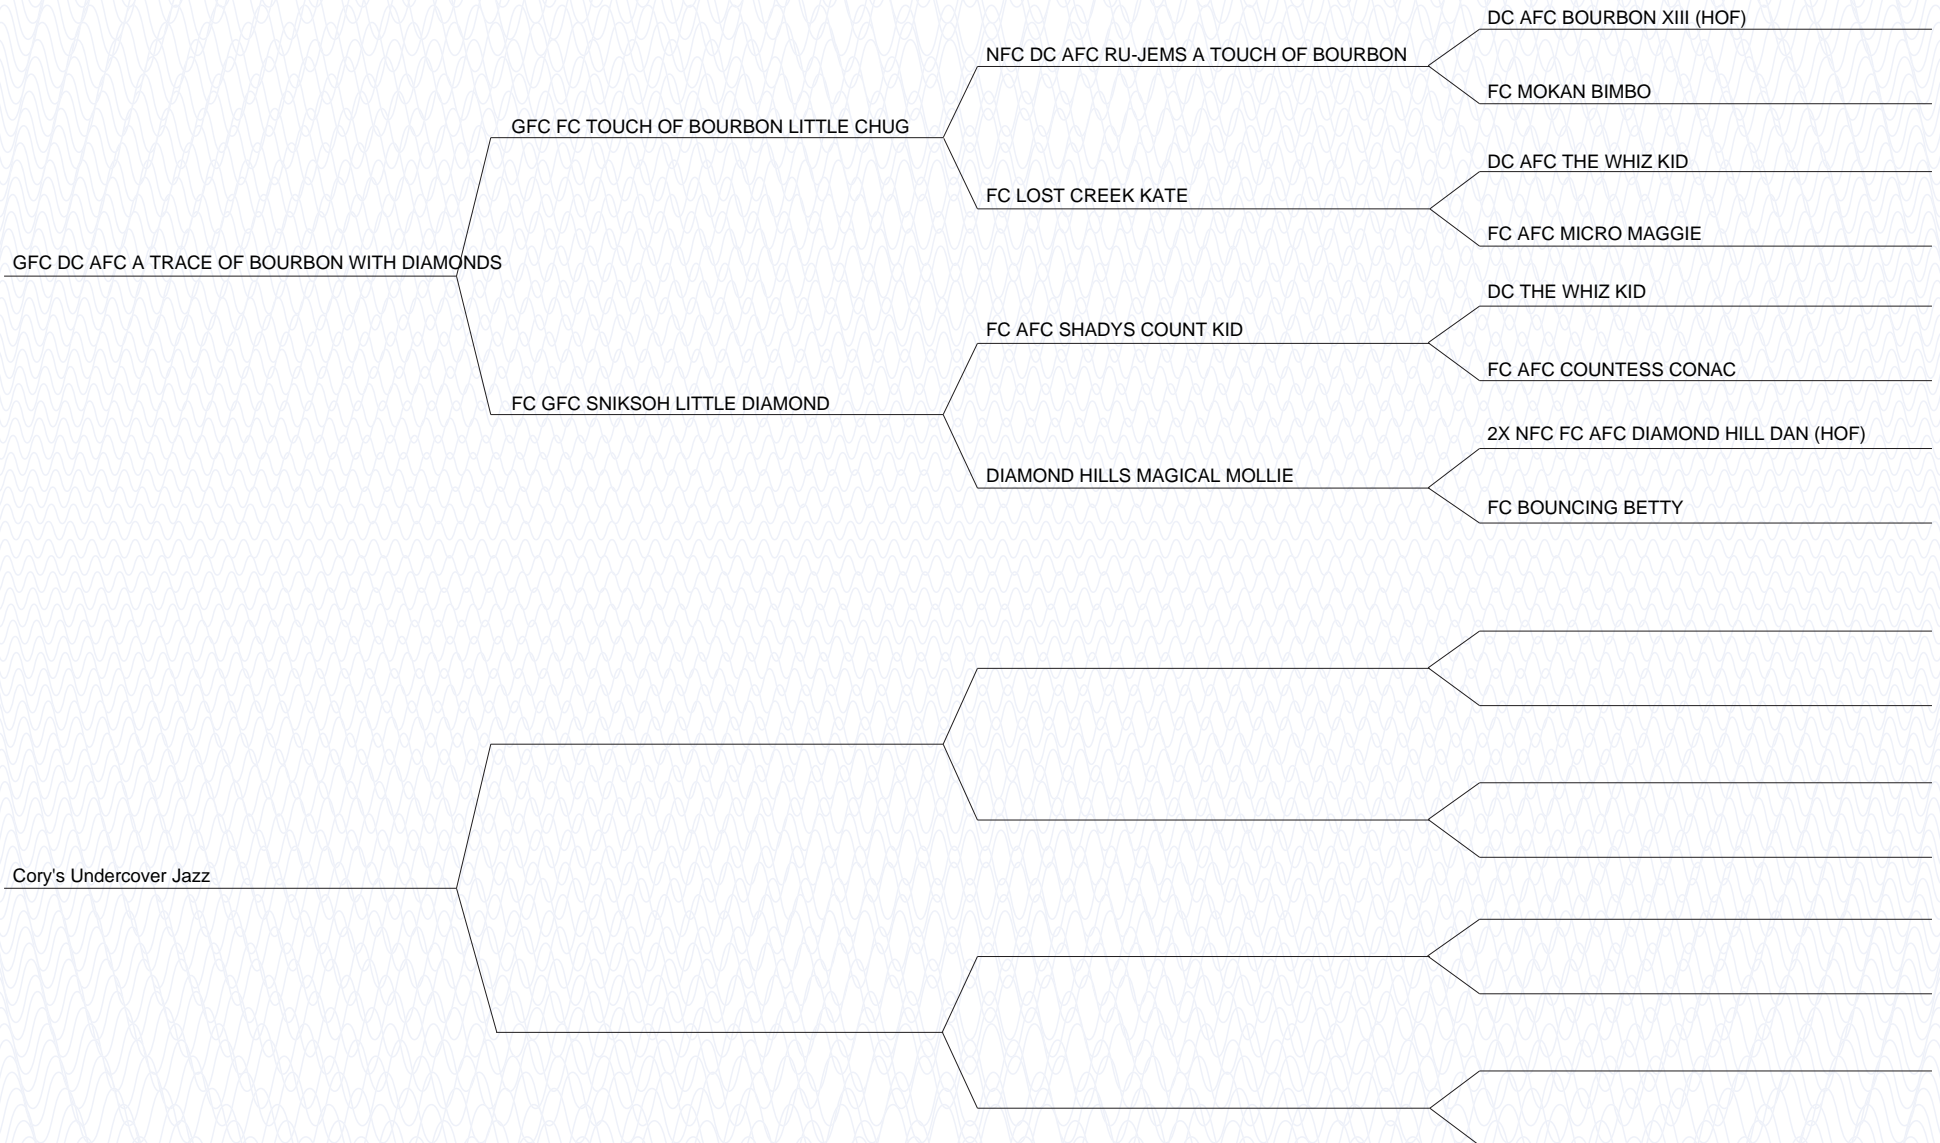 DC AFC BOURBON XIII (HOF)
NFC DC AFC RU-JEMS A TOUCH OF BOURBON
FC MOKAN BIMBO
GFC FC TOUCH OF BOURBON LITTLE CHUG
DC AFC THE WHIZ KID
FC LOST CREEK KATE
FC AFC MICRO MAGGIE
GFC DC AFC A TRACE OF BOURBON WITH DIAMONDS
DC THE WHIZ KID
FC AFC SHADYS COUNT KID
FC AFC COUNTESS CONAC
FC GFC SNIKSOH LITTLE DIAMOND
2X NFC FC AFC DIAMOND HILL DAN (HOF)
DIAMOND HILLS MAGICAL MOLLIE
FC BOUNCING BETTY
Cory's Undercover Jazz